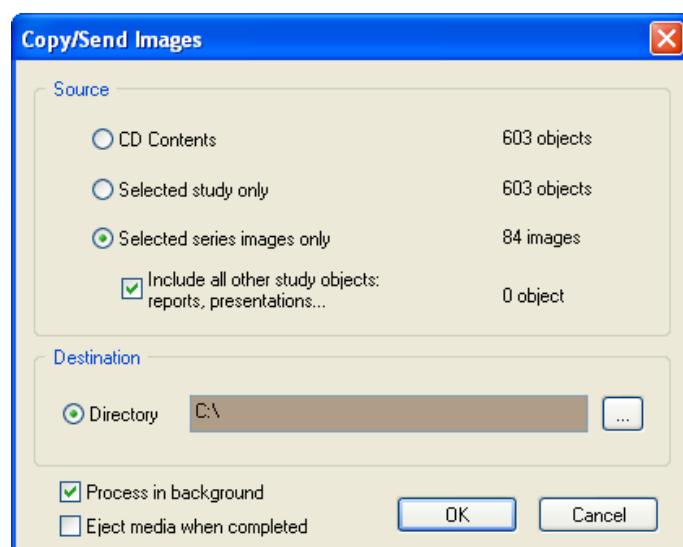 Copy/Send Images
Source
CD Contents 603 objects
Selected study only 603 objects
Selected series images only 84 images
Include all other study objects:
reports, presentations... 0 object
Destination
Directory C:\ ...
Process in background
Eject media when completed
OK Cancel